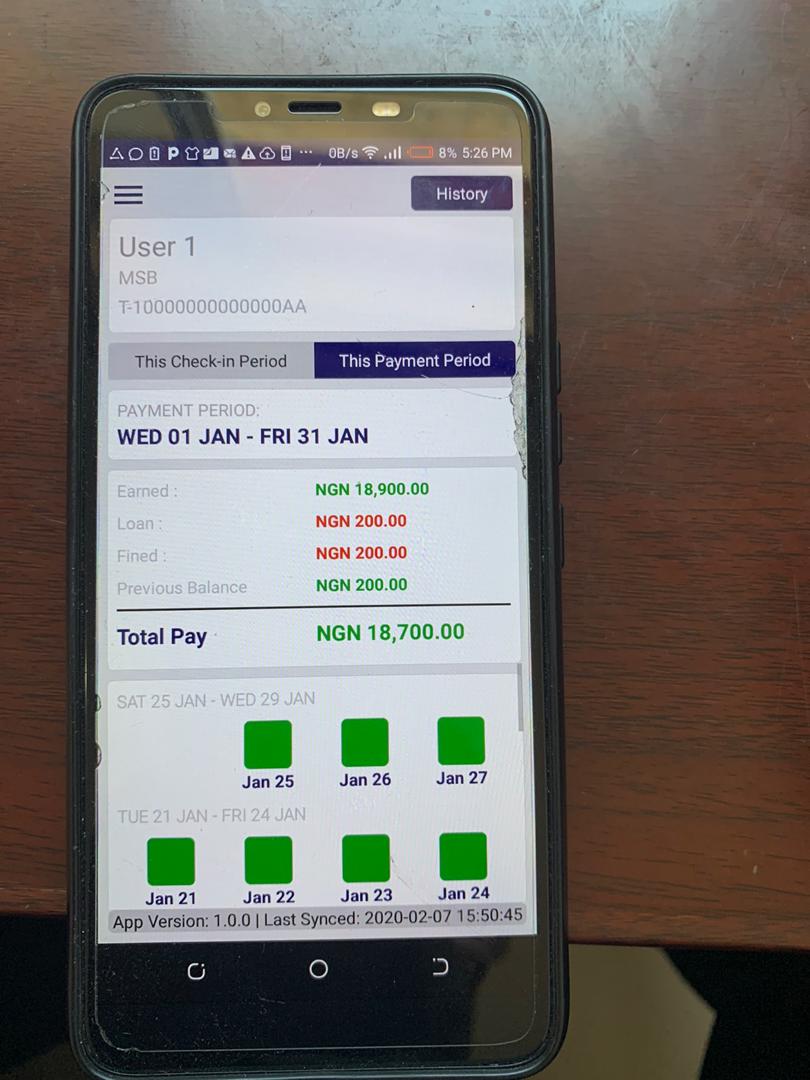 0B/s 8% 5:26 PM
History
User 1
MSB
T-10000000000000AA
This Check-in Period This Payment Period
PAYMENT PERIOD:
WED 01 JAN - FRI 31 JAN
Earned : NGN 18,900.00
Loan : NGN 200.00
Fined : NGN 200.00
Previous Balance NGN 200.00
Total Pay NGN 18,700.00
SAT 25 JAN - WED 29 JAN
Jan 25 Jan 26 Jan 27
TUE 21 JAN - FRI 24 JAN
Jan 21 Jan 22 Jan 23 Jan 24
App Version: 1.0.0 | Last Synced: 2020-02-07 15:50:45